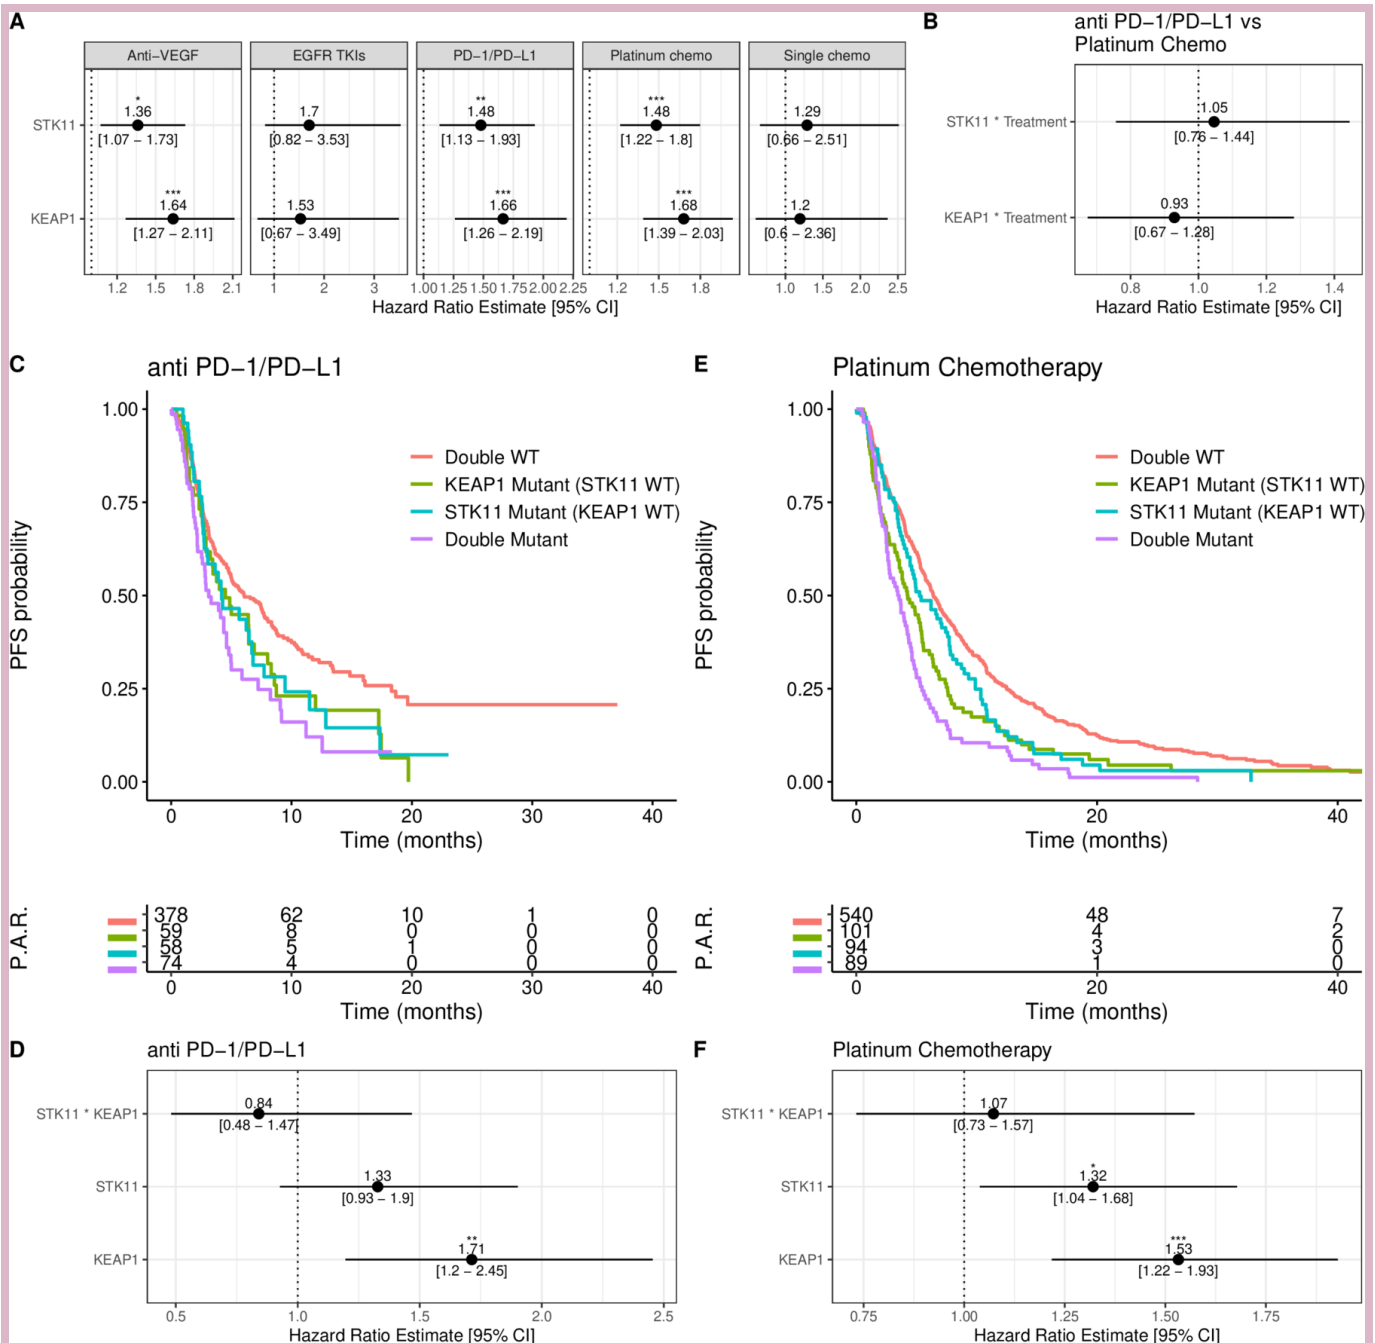 A
Anti−VEGF
EGFR TKIs
PD−1/PD−L1
Platinum chemo
Single chemo
STK11
*
1.36
[1.07 − 1.73]
1.7
[0.82 − 3.53]
**
1.48
[1.13 − 1.93]
***
1.48
[1.22 − 1.8]
1.29
[0.66 − 2.51]
KEAP1
***
1.64
[1.27 − 2.11]
1.53
[0.67 − 3.49]
***
1.66
[1.26 − 2.19]
***
1.68
[1.39 − 2.03]
1.2
[0.6 − 2.36]
1.2 1.5 1.8 2.1
1 2 3
1.00 1.25 1.50 1.75 2.00 2.25
1.2 1.5 1.8
1.0 1.5 2.0 2.5
Hazard Ratio Estimate [95% CI]
B
anti PD−1/PD−L1 vs
Platinum Chemo
STK11 * Treatment
1.05
[0.76 − 1.44]
KEAP1 * Treatment
0.93
[0.67 − 1.28]
0.8 1.0 1.2 1.4
Hazard Ratio Estimate [95% CI]
C
anti PD−1/PD−L1
PFS probability
1.00
0.75
0.50
0.25
0.00
Double WT
KEAP1 Mutant (STK11 WT)
STK11 Mutant (KEAP1 WT)
Double Mutant
0 10 20 30 40
Time (months)
P.A.R.
378 62 10 1 0
59 8 0 0 0
58 5 1 0 0
74 4 0 0 0
0 10 20 30 40
Time (months)
E
Platinum Chemotherapy
PFS probability
1.00
0.75
0.50
0.25
0.00
Double WT
KEAP1 Mutant (STK11 WT)
STK11 Mutant (KEAP1 WT)
Double Mutant
0 20 40
Time (months)
P.A.R.
540 48 7
101 4 2
94 3 0
89 1 0
0 20 40
Time (months)
D
anti PD−1/PD−L1
STK11 * KEAP1
0.84
[0.48 − 1.47]
STK11
1.33
[0.93 − 1.9]
KEAP1
**
1.71
[1.2 − 2.45]
0.5 1.0 1.5 2.0 2.5
Hazard Ratio Estimate [95% CI]
F
Platinum Chemotherapy
STK11 * KEAP1
1.07
[0.73 − 1.57]
STK11
*
1.32
[1.04 − 1.68]
KEAP1
***
1.53
[1.22 − 1.93]
0.75 1.00 1.25 1.50 1.75
Hazard Ratio Estimate [95% CI]